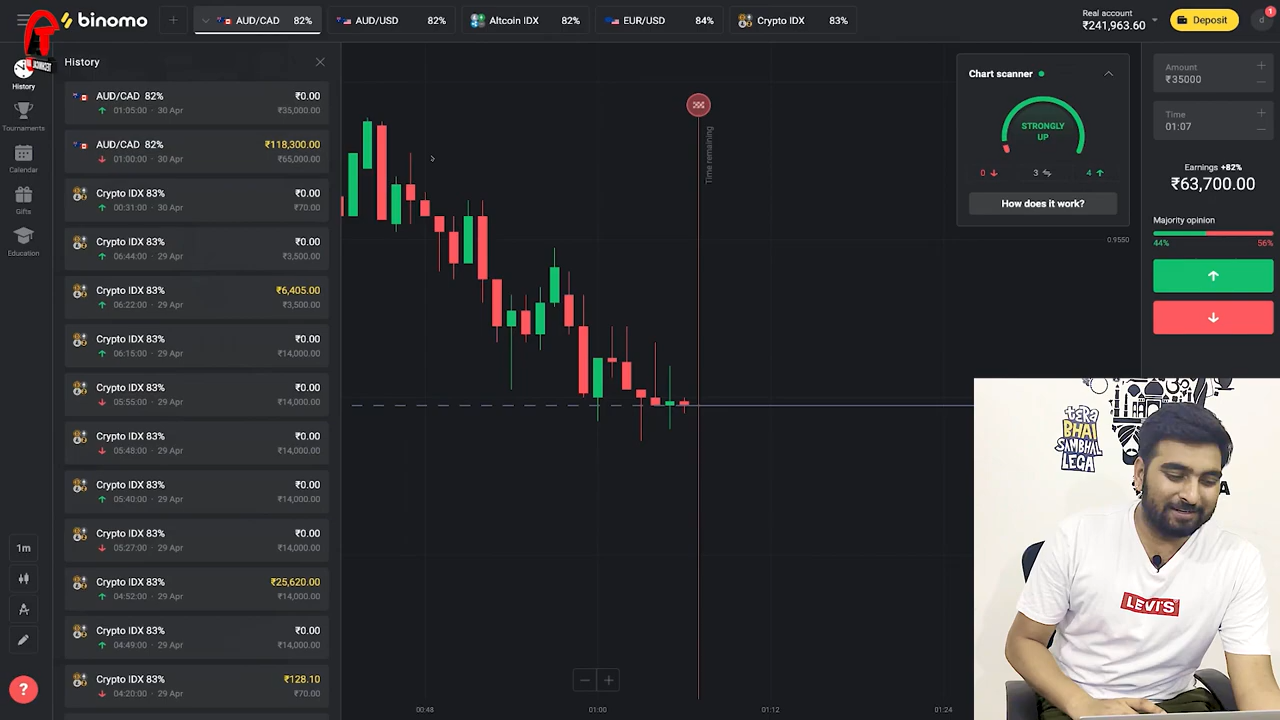 binomo
AUD/CAD 82%
AUD/USD 82%
Altcoin IDX 82%
EUR/USD 84%
Crypto IDX 83%
Real account
₹241,963.60
Deposit
d
1
History
Tournaments
Calendar
Gifts
Education
1m
?
History
AUD/CAD 82% ₹0.00
01:05:00 · 30 Apr ₹35,000.00
AUD/CAD 82% ₹118,300.00
01:00:00 · 30 Apr ₹65,000.00
Crypto IDX 83% ₹0.00
00:31:00 · 30 Apr ₹70.00
Crypto IDX 83% ₹0.00
06:44:00 · 29 Apr ₹3,500.00
Crypto IDX 83% ₹6,405.00
06:22:00 · 29 Apr ₹3,500.00
Crypto IDX 83% ₹0.00
06:15:00 · 29 Apr ₹14,000.00
Crypto IDX 83% ₹0.00
05:55:00 · 29 Apr ₹14,000.00
Crypto IDX 83% ₹0.00
05:48:00 · 29 Apr ₹14,000.00
Crypto IDX 83% ₹0.00
05:40:00 · 29 Apr ₹14,000.00
Crypto IDX 83% ₹0.00
05:27:00 · 29 Apr ₹14,000.00
Crypto IDX 83% ₹25,620.00
04:52:00 · 29 Apr ₹14,000.00
Crypto IDX 83% ₹0.00
04:49:00 · 29 Apr ₹14,000.00
Crypto IDX 83% ₹128.10
04:20:00 · 29 Apr ₹70.00
Time remaining
Chart scanner
STRONGLY
UP
0 3 4
How does it work?
0.9550
00:48 01:00 01:12 01:24
Amount
₹35000
Time
01:07
Earnings +82%
₹63,700.00
Majority opinion
44% 56%
tera
BHAI
SAMBHAL
LEGA
LEVI'S